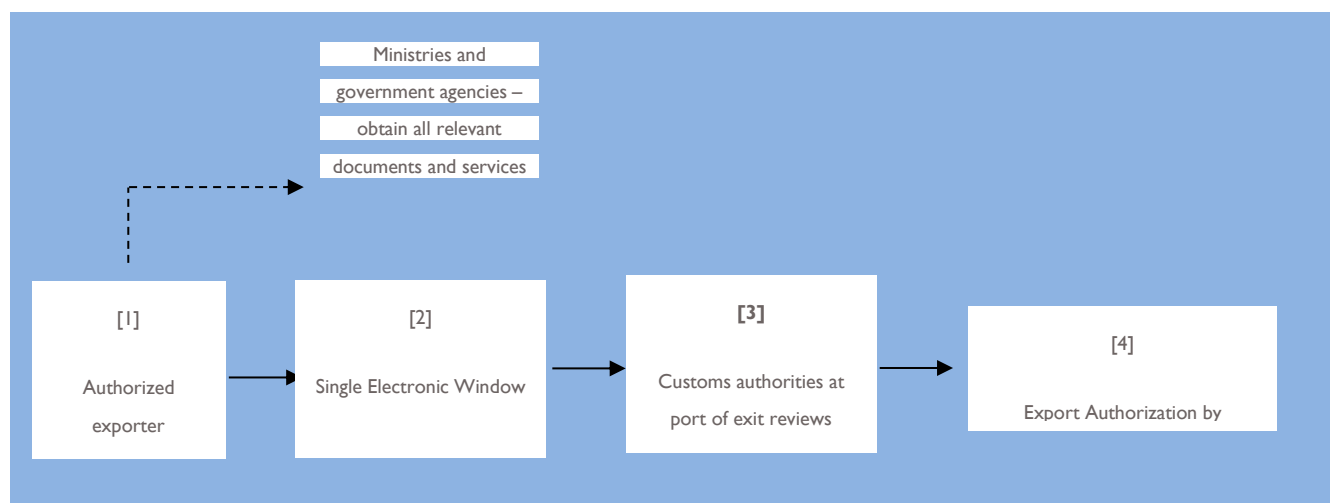 Ministries and
government agencies –
obtain all relevant
documents and services
[1]
Authorized
exporter
[2]
Single Electronic Window
[3]
Customs authorities at
port of exit reviews
[4]
Export Authorization by